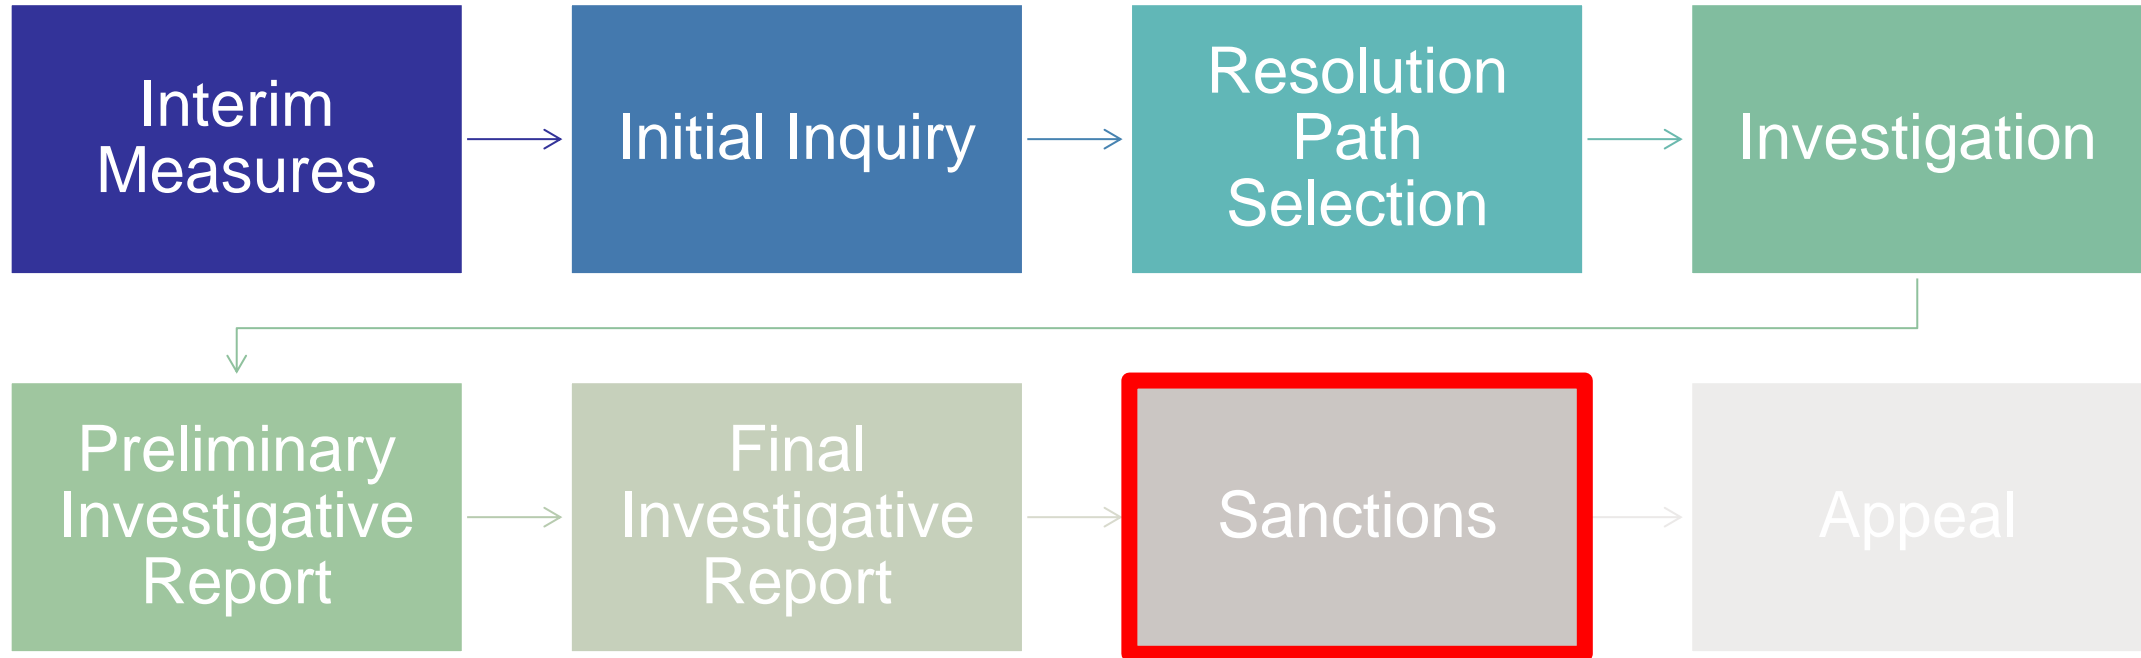 Interim
Measures
Initial Inquiry
Resolution
Path
Selection
Investigation
Preliminary
Investigative
Report
Final
Investigative
Report
Sanctions
Appeal